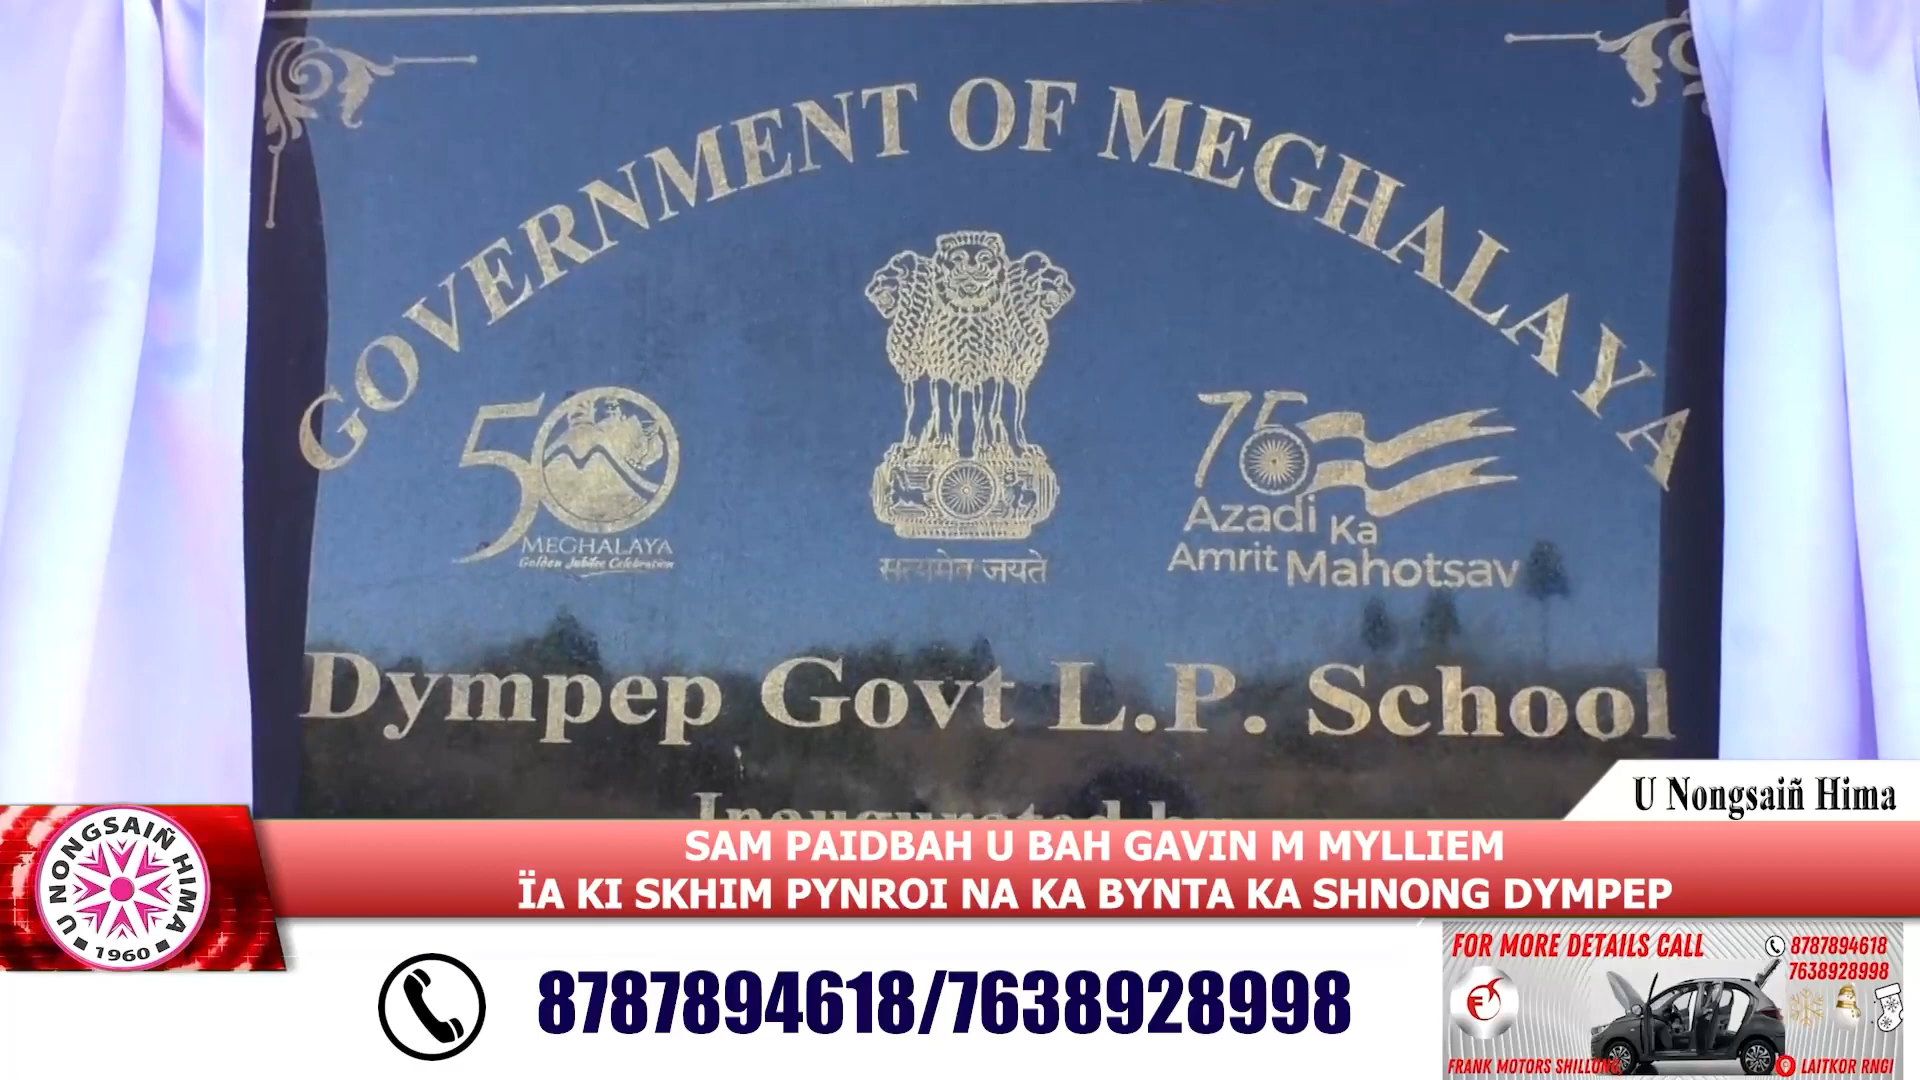 GOVERNMENT OF MEGHALAYA
50
MEGHALAYA
Golden Jubilee Celebration
सत्यमेव जयते
75
Azadi Ka
Amrit Mahotsav
Dympep Govt L.P. School
Inaugurated by
U Nongsaiñ Hima
U NONGSAIÑ HIMA
1960
SAM PAIDBAH U BAH GAVIN M MYLLIEM
ÏA KI SKHIM PYNROI NA KA BYNTA KA SHNONG DYMPEP
8787894618/7638928998
FOR MORE DETAILS CALL
8787894618
7638928998
FRANK MOTORS SHILLONG
LAITKOR RNGI